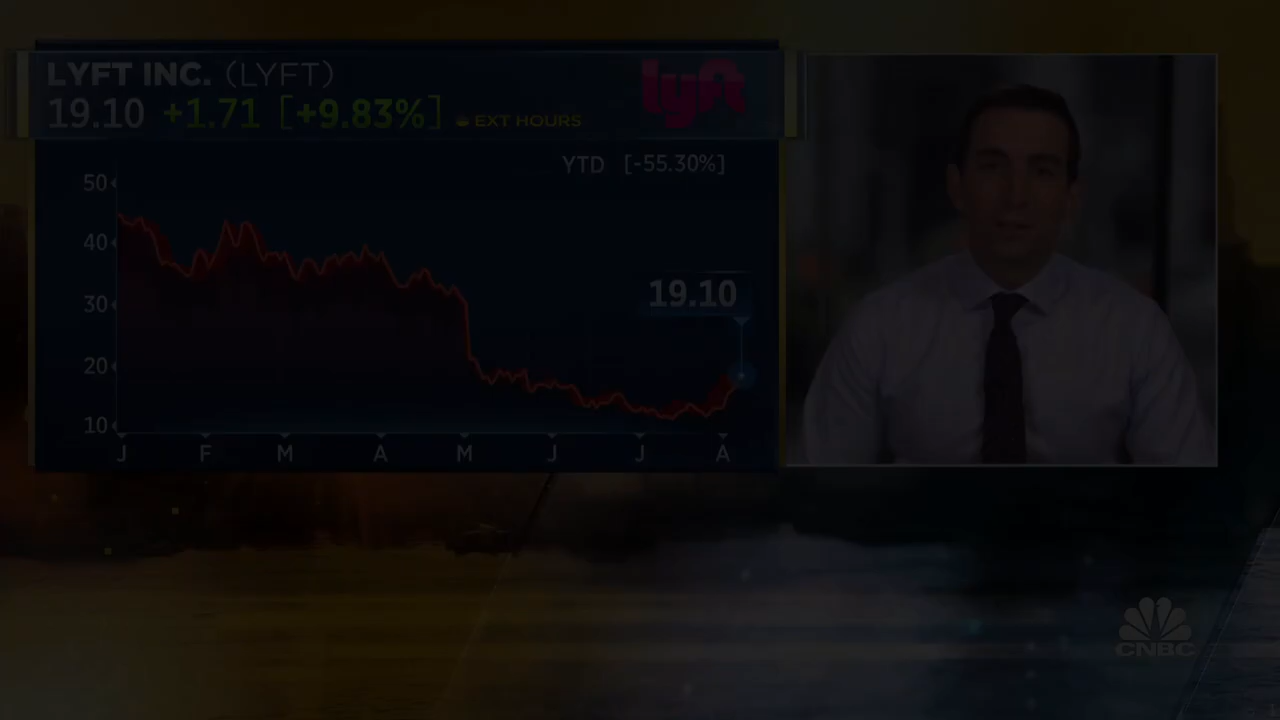 LYFT INC. (LYFT)
19.10 +1.71 [+9.83%] EXT HOURS
lyft
YTD [-55.30%]
50
40
30
20
10
19.10
J F M A M J J A
CNBC